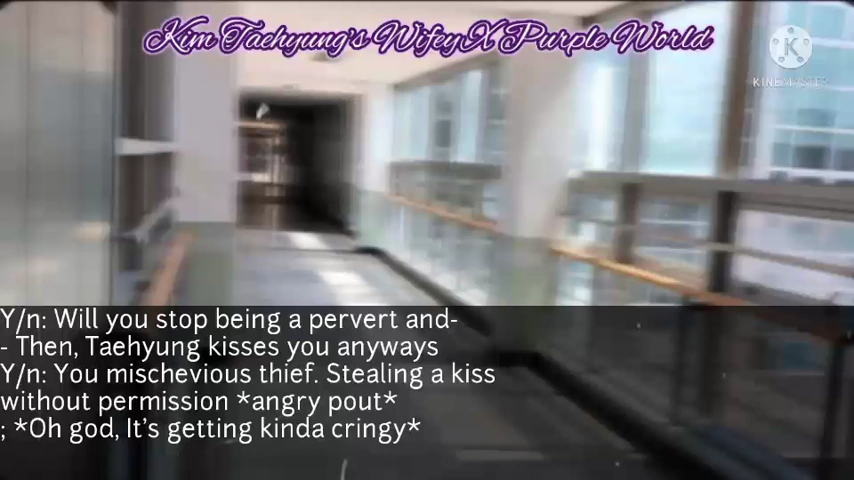 Kim Taehyung's Wifey X Purple World
KINEMASTER
Y/n: Will you stop being a pervert and-
- Then, Taehyung kisses you anyways
Y/n: You mischevious thief. Stealing a kiss
without permission *angry pout*
; *Oh god, It's getting kinda cringy*